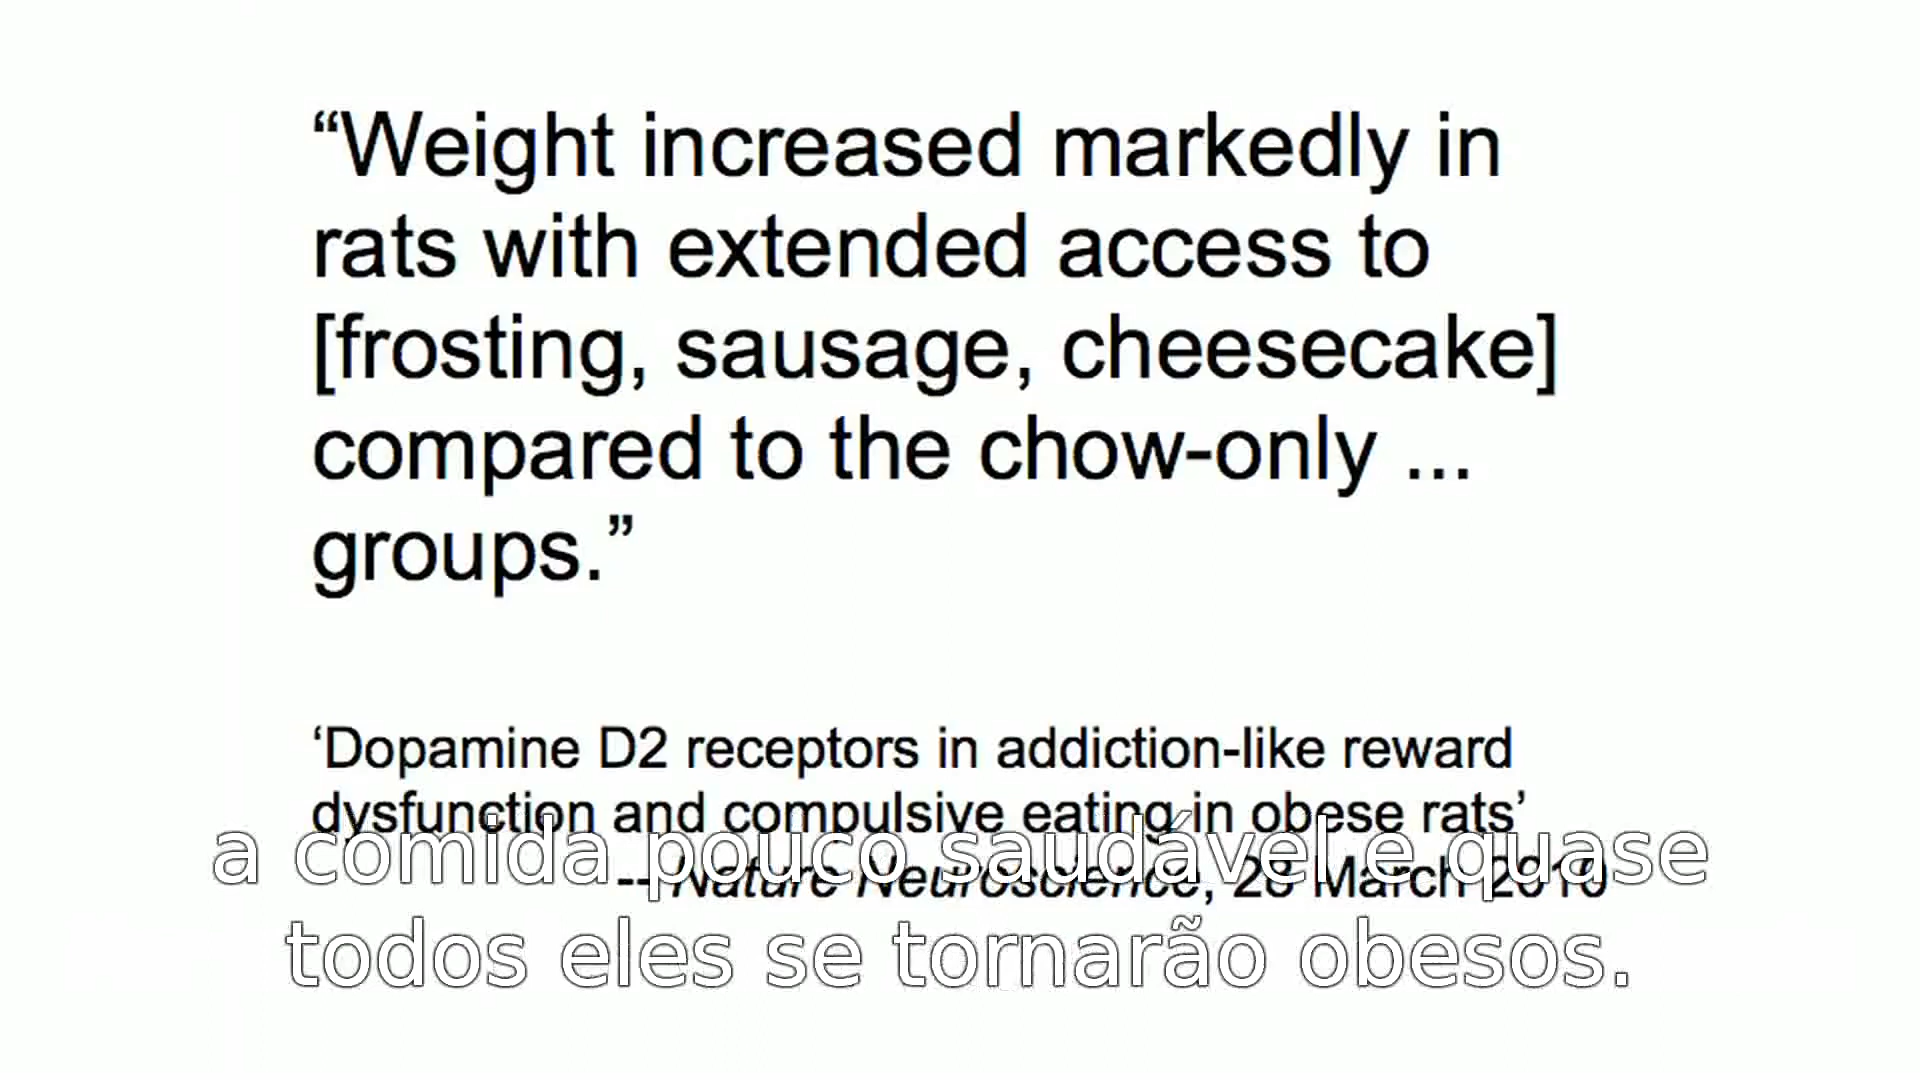 “Weight increased markedly in
rats with extended access to
[frosting, sausage, cheesecake]
compared to the chow-only ...
groups.”
‘Dopamine D2 receptors in addiction-like reward
dysfunction and compulsive eating in obese rats’
-- Nature Neuroscience, 28 March 2010
a comida pouco saudável e quase
todos eles se tornarão obesos.